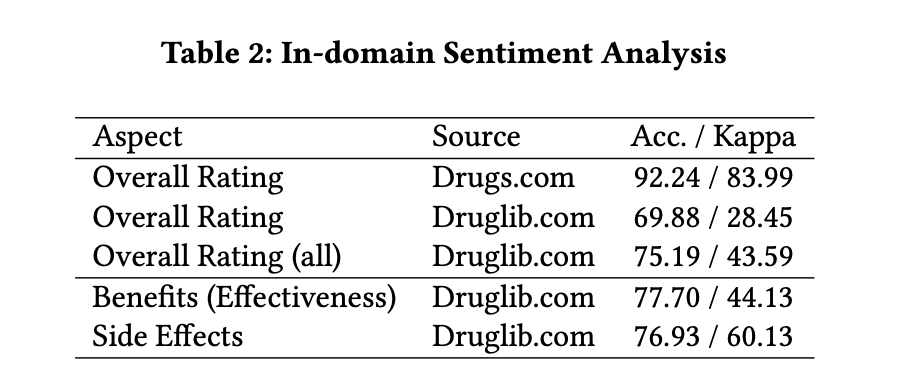 Table 2: In-domain Sentiment Analysis
Aspect Source Acc. / Kappa
Overall Rating Drugs.com 92.24 / 83.99
Overall Rating Druglib.com 69.88 / 28.45
Overall Rating (all) Druglib.com 75.19 / 43.59
Benefits (Effectiveness) Druglib.com 77.70 / 44.13
Side Effects Druglib.com 76.93 / 60.13